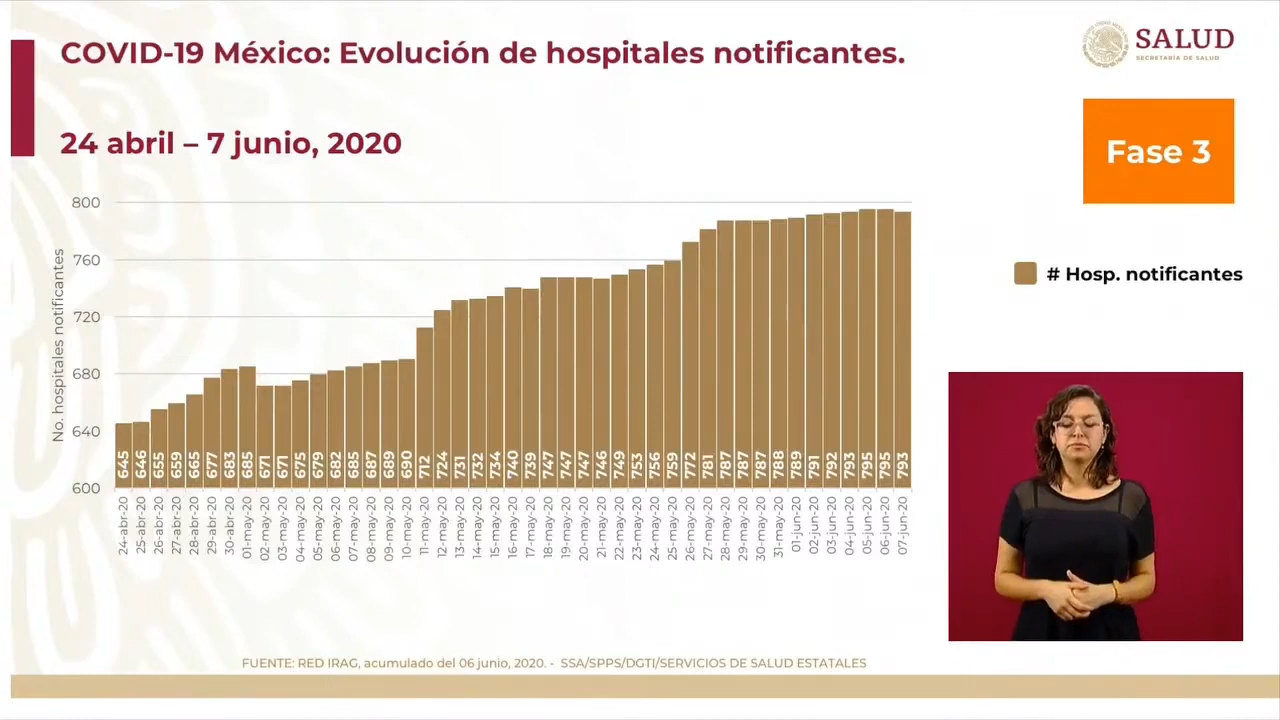 COVID-19 México: Evolución de hospitales notificantes.
24 abril – 7 junio, 2020
SALUD
SECRETARÍA DE SALUD
Fase 3
No. hospitales notificantes
800
760
720
680
640
600
645 646 655 659 665 677 683 685 671 671 675 679 682 685 687 689 690 712 724 731 732 734 740 739 747 747 747 746 749 753 756 759 772 781 787 787 787 788 789 791 792 793 795 795 793
24-abr-20 25-abr-20 26-abr-20 27-abr-20 28-abr-20 29-abr-20 30-abr-20 01-may-20 02-may-20 03-may-20 04-may-20 05-may-20 06-may-20 07-may-20 08-may-20 09-may-20 10-may-20 11-may-20 12-may-20 13-may-20 14-may-20 15-may-20 16-may-20 17-may-20 18-may-20 19-may-20 20-may-20 21-may-20 22-may-20 23-may-20 24-may-20 25-may-20 26-may-20 27-may-20 28-may-20 29-may-20 30-may-20 31-may-20 01-jun-20 02-jun-20 03-jun-20 04-jun-20 05-jun-20 06-jun-20 07-jun-20
# Hosp. notificantes
FUENTE: RED IRAG, acumulado del 06 junio, 2020. - SSA/SPPS/DGTI/SERVICIOS DE SALUD ESTATALES